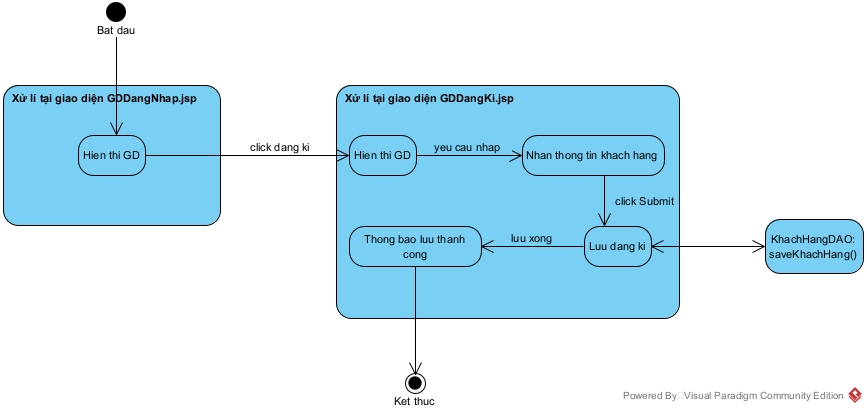 Bat dau
Xử lí tại giao diện GDDangNhap.jsp
Xử lí tại giao diện GDDangKi.jsp
Hien thi GD
click dang ki
Hien thi GD
yeu cau nhap
Nhan thong tin khach hang
click Submit
Thong bao luu thanh
cong
luu xong
Luu dang ki
KhachHangDAO:
saveKhachHang()
Ket thuc
Powered By Visual Paradigm Community Edition